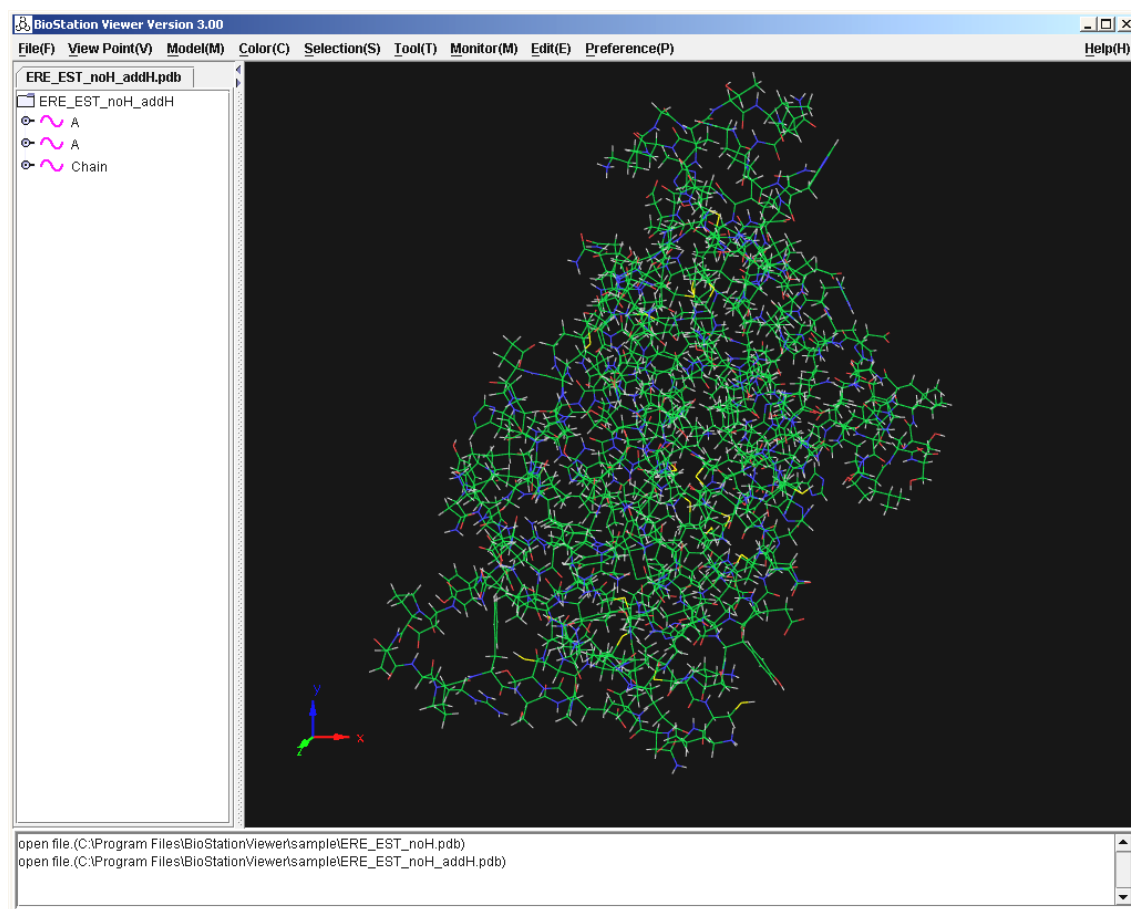 BioStation Viewer Version 3.00
File(F) View Point(V) Model(M) Color(C) Selection(S) Tool(T) Monitor(M) Edit(E) Preference(P) Help(H)
ERE_EST_noH_addH.pdb
ERE_EST_noH_addH
A
A
Chain
y
x
z
open file.(C:\Program Files\BioStationViewer\sample\ERE_EST_noH.pdb)
open file.(C:\Program Files\BioStationViewer\sample\ERE_EST_noH_addH.pdb)